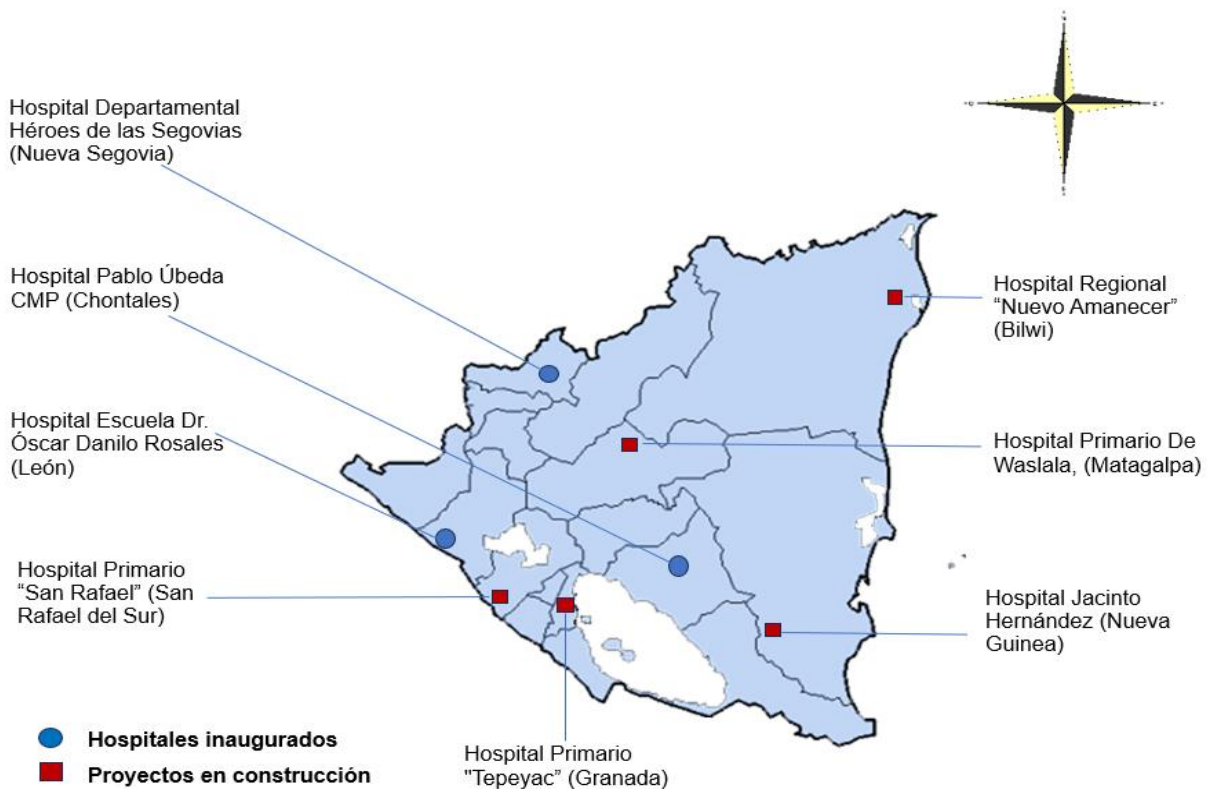 Hospital Departamental
Héroes de las Segovias
(Nueva Segovia)
Hospital Pablo Úbeda
CMP (Chontales)
Hospital Escuela Dr.
Óscar Danilo Rosales
(León)
Hospital Primario
“San Rafael” (San
Rafael del Sur)
Hospital Regional
“Nuevo Amanecer”
(Bilwi)
Hospital Primario De
Waslala, (Matagalpa)
Hospital Jacinto
Hernández (Nueva
Guinea)
Hospital Primario
"Tepeyac” (Granada)
Hospitales inaugurados
Proyectos en construcción